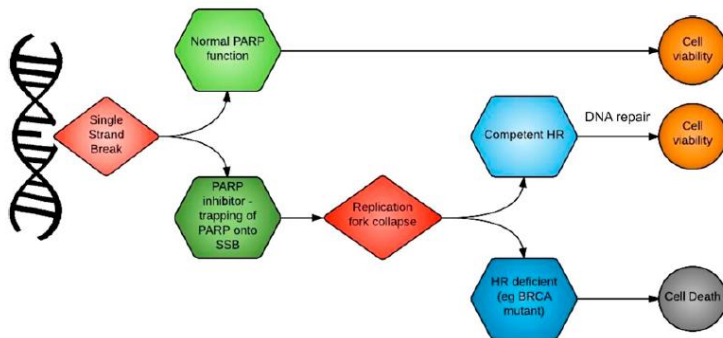 Normal PARP
function
Cell
viability
Single
Strand
Break
DNA repair
Competent HR
Cell
viability
PARP
inhibitor -
trapping of
PARP onto
SSB
Replication
fork collapse
HR deficient
(eg BRCA
mutant)
Cell Death